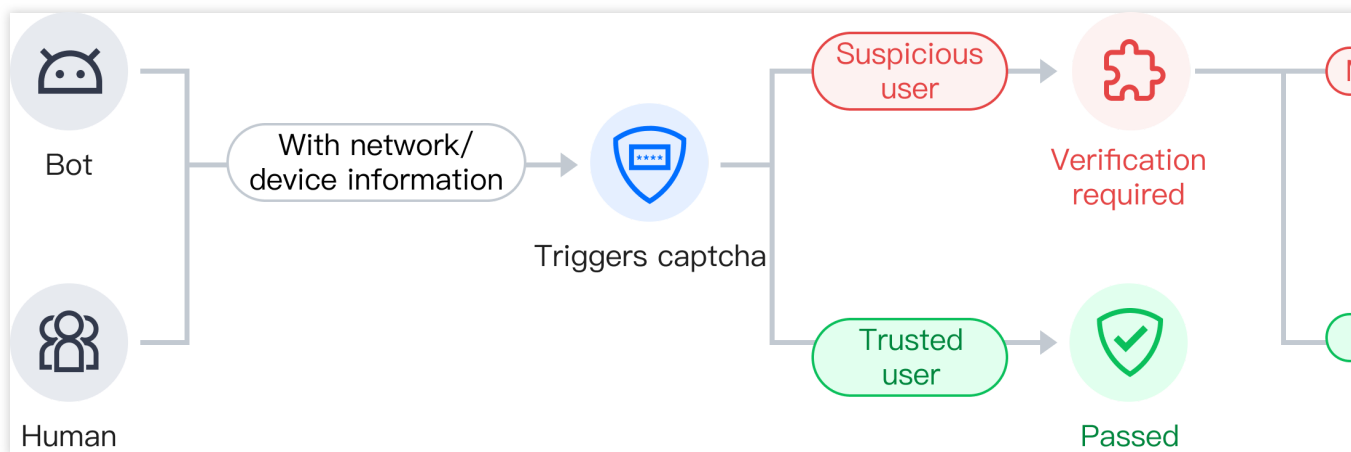 Bot
Human
With network/
device information
****
Triggers captcha
Suspicious
user
Verification
required
Trusted
user
Passed